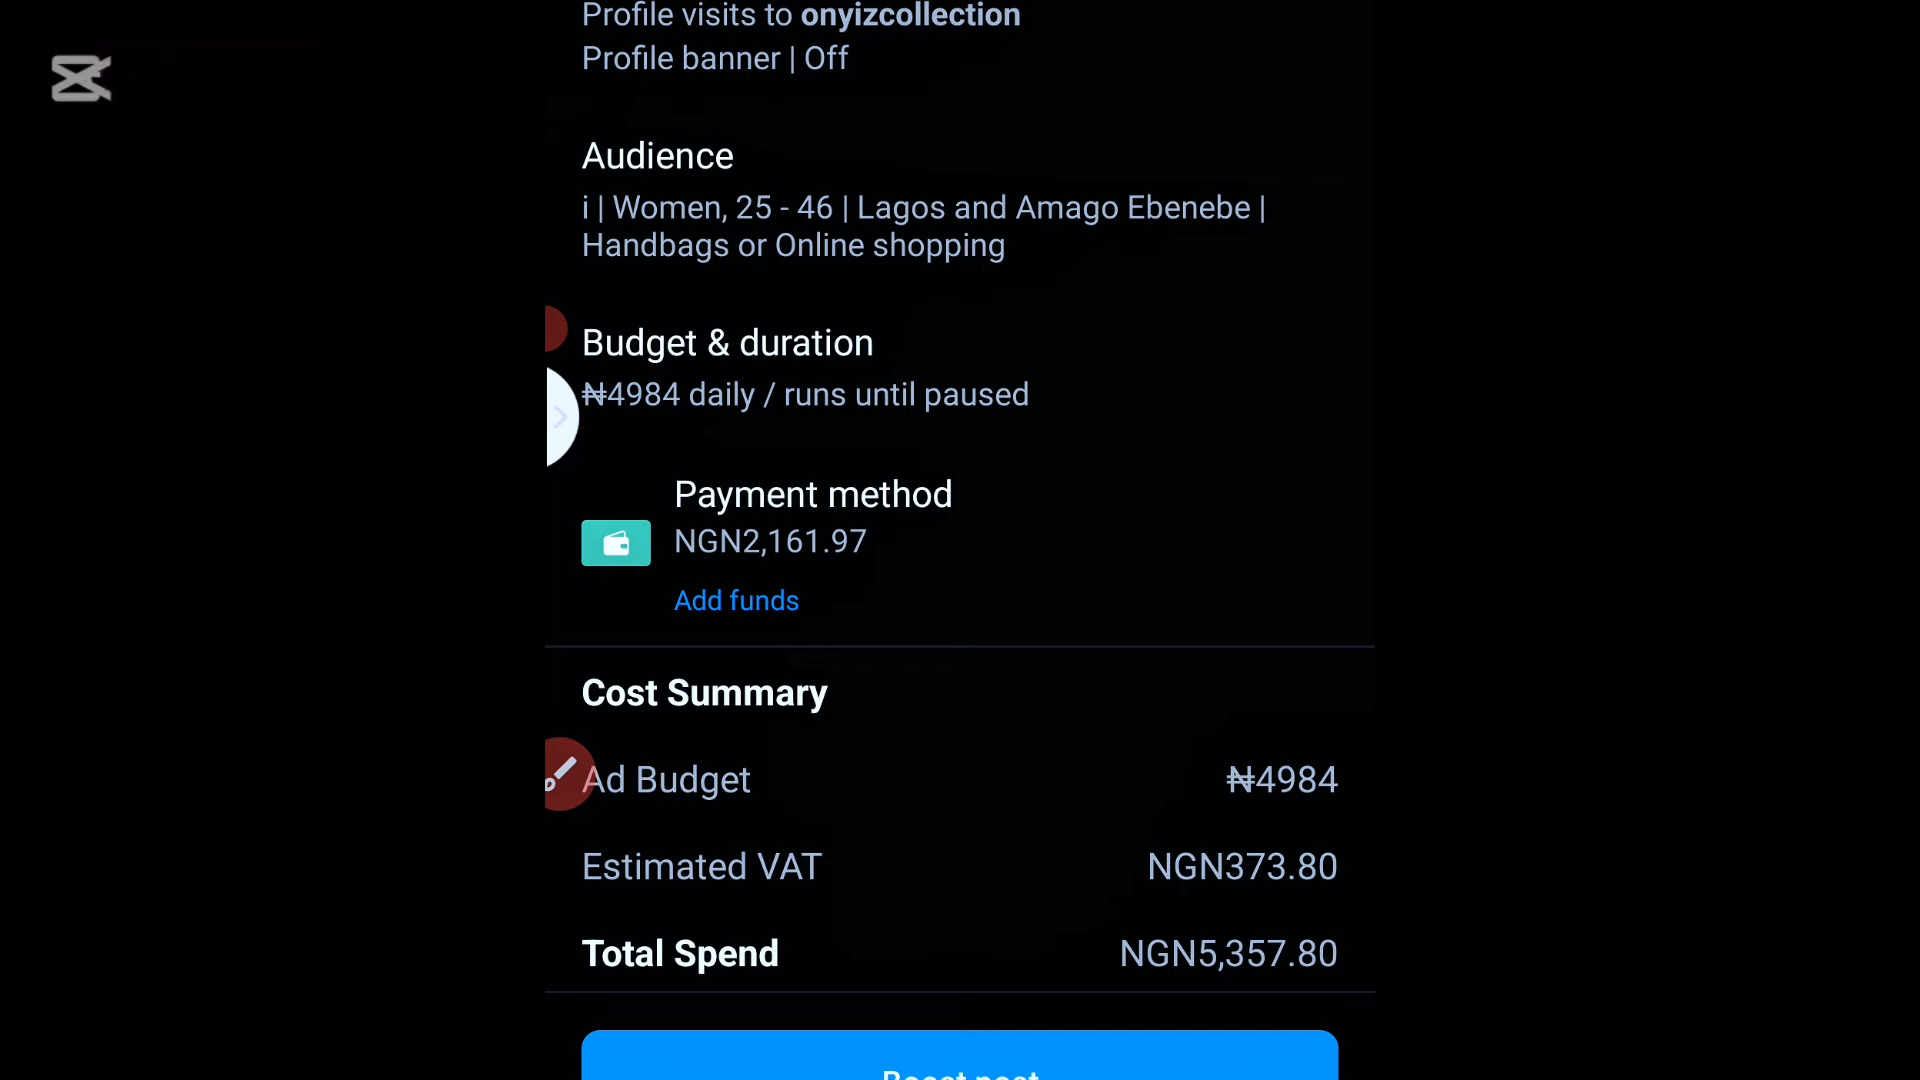 Profile visits to onyizcollection
Profile banner | Off
Audience
i | Women, 25 - 46 | Lagos and Amago Ebenebe |
Handbags or Online shopping
Budget & duration
₦4984 daily / runs until paused
Payment method
NGN2,161.97
Add funds
Cost Summary
Ad Budget ₦4984
Estimated VAT NGN373.80
Total Spend NGN5,357.80
Boost post